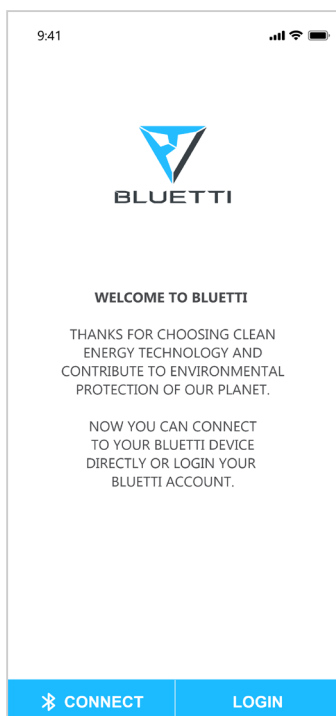 9:41
BLUETTI
WELCOME TO BLUETTI
THANKS FOR CHOOSING CLEAN
ENERGY TECHNOLOGY AND
CONTRIBUTE TO ENVIRONMENTAL
PROTECTION OF OUR PLANET.
NOW YOU CAN CONNECT
TO YOUR BLUETTI DEVICE
DIRECTLY OR LOGIN YOUR
BLUETTI ACCOUNT.
CONNECT
LOGIN